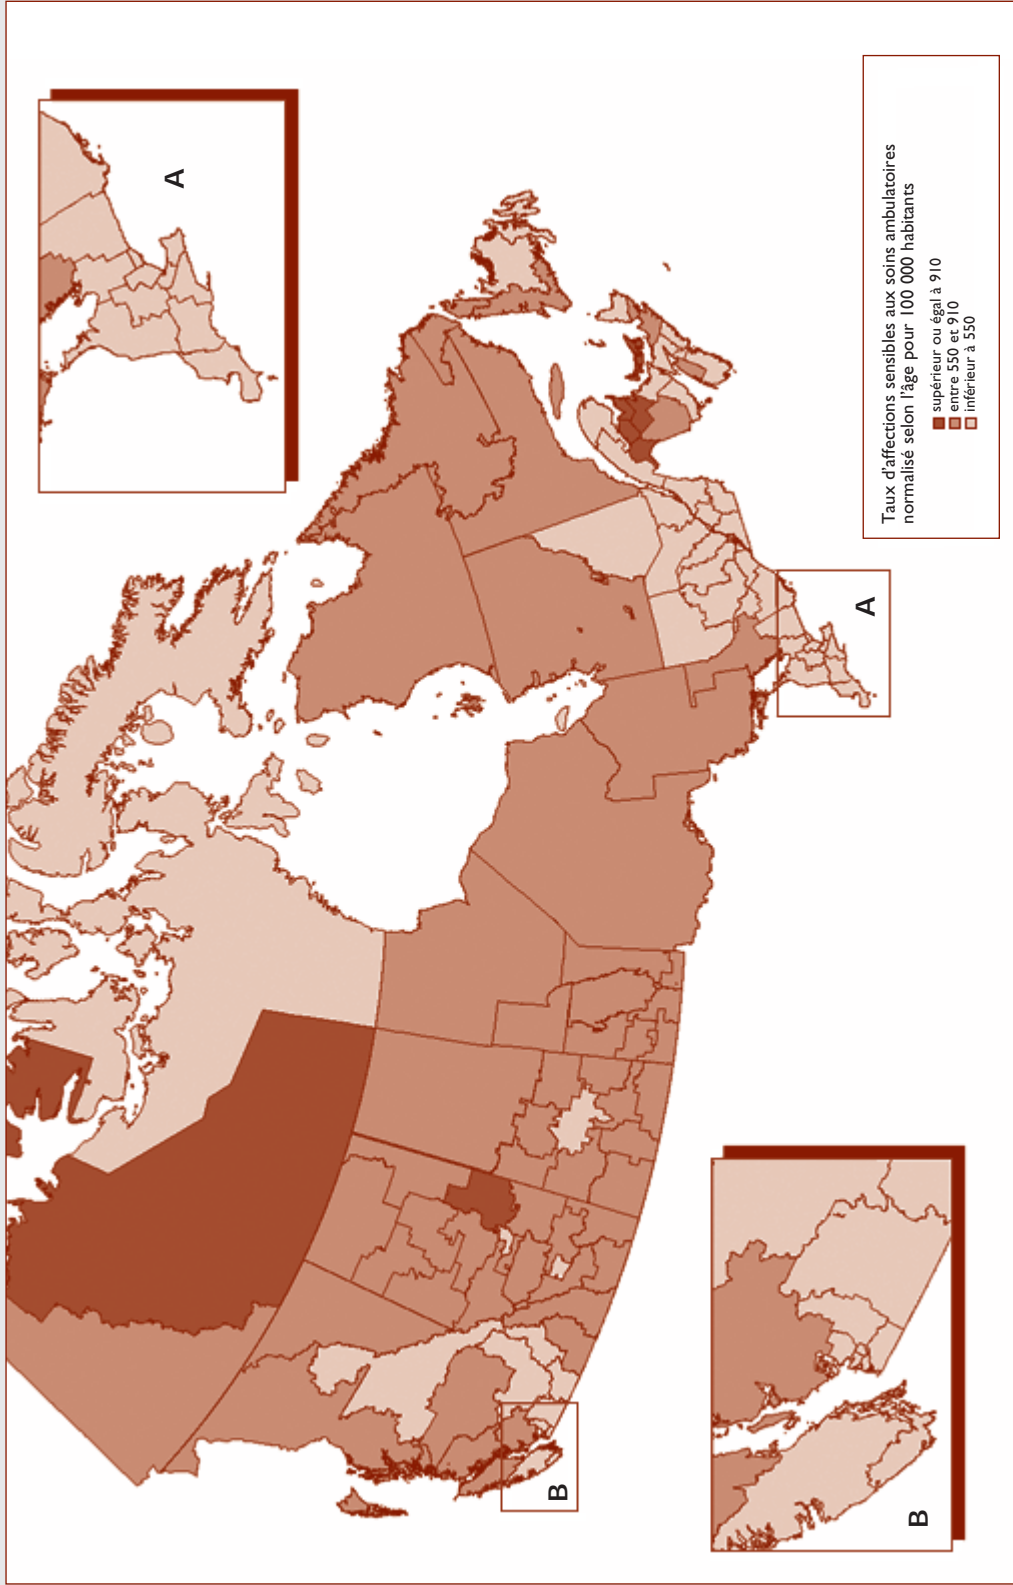 A
Taux d'affections sensibles aux soins ambulatoires
normalisé selon l'âge pour 100 000 habitants
supérieur ou égal à 910
entre 550 et 910
inférieur à 550
A
B
B